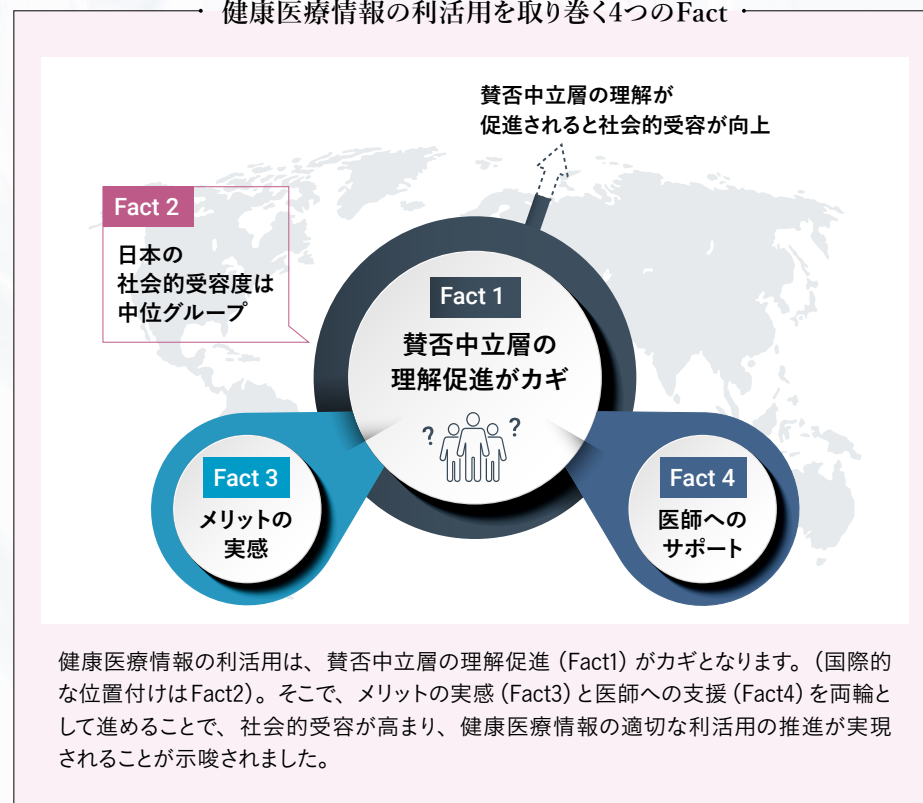 健康医療情報の利活用を取り巻く4つのFact
賛否中立層の理解が
促進されると社会的受容が向上
Fact 2
日本の
社会的受容度は
中位グループ
Fact 1
賛否中立層の
理解促進がカギ
? ?
Fact 3
メリットの
実感
Fact 4
医師への
サポート
健康医療情報の利活用は、賛否中立層の理解促進（Fact1）がカギとなります。（国際的
な位置付けはFact2）。そこで、メリットの実感（Fact3）と医師への支援（Fact4）を両輪と
して進めることで、社会的受容が高まり、健康医療情報の適切な利活用の推進が実現
されることが示唆されました。